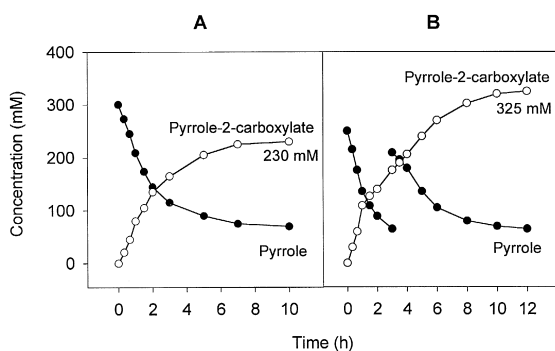 A
B
Concentration (mM)
400
300
200
100
0
Pyrrole-2-carboxylate
230 mM
Pyrrole
Pyrrole-2-carboxylate
325 mM
Pyrrole
0 2 4 6 8 10
0 2 4 6 8 10 12
Time (h)